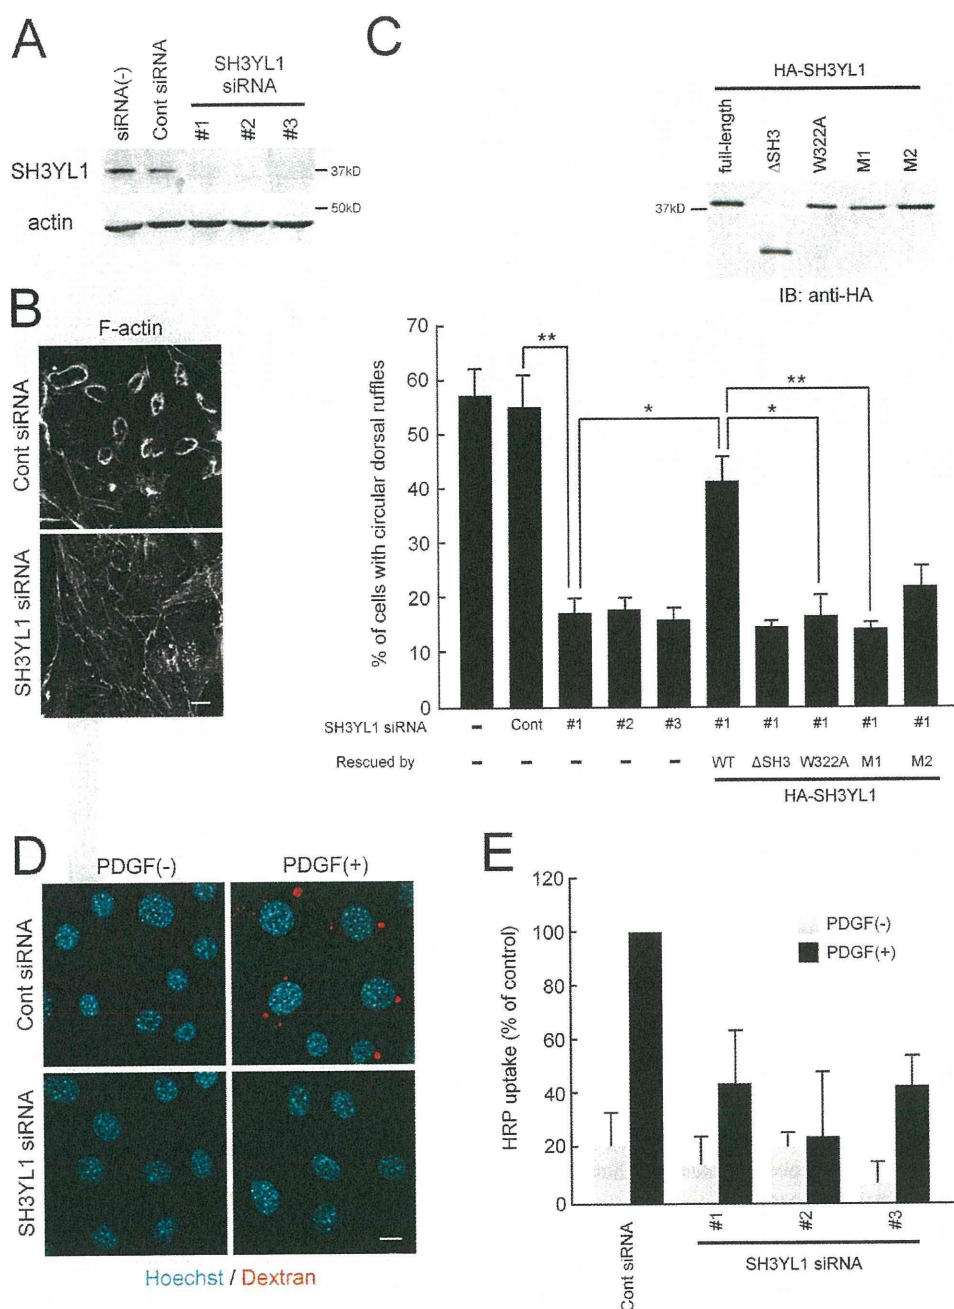 A
siRNA(-)
Cont siRNA
SH3YL1
siRNA
#1
#2
#3
SH3YL1
37kD
50kD
actin
B
F-actin
Cont siRNA
SH3YL1 siRNA
C
HA-SH3YL1
full-length
ΔSH3
W322A
M1
M2
37kD
IB: anti-HA
% of cells with circular dorsal ruffles
70
60
50
40
30
20
10
0
**
*
*
**
SH3YL1 siRNA – Cont #1 #2 #3 #1 #1 #1 #1 #1
Rescued by – – – – – WT ΔSH3 W322A M1 M2
HA-SH3YL1
D
PDGF(-) PDGF(+)
Cont siRNA
SH3YL1 siRNA
Hoechst / Dextran
E
HRP uptake (% of control)
120
100
80
60
40
20
0
PDGF(-)
PDGF(+)
Cont siRNA
#1
#2
#3
SH3YL1 siRNA